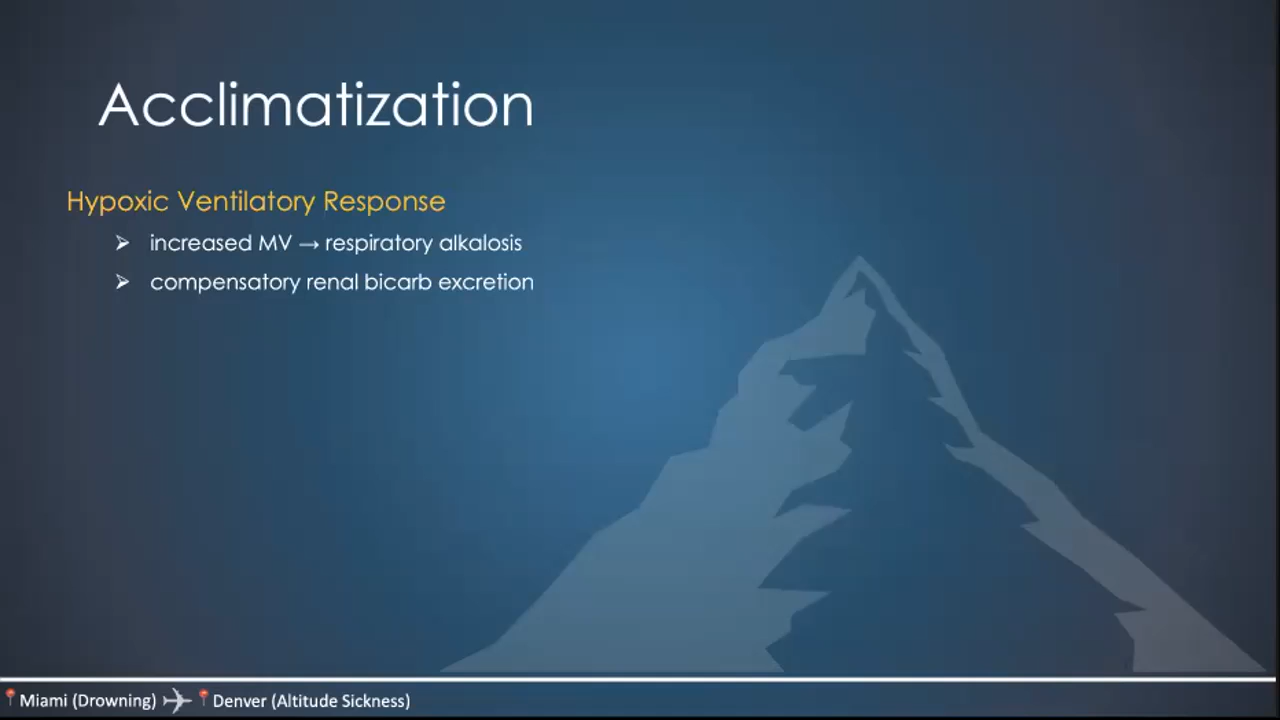 Acclimatization
Hypoxic Ventilatory Response
➢ increased MV → respiratory alkalosis
➢ compensatory renal bicarb excretion
📍Miami (Drowning) ✈ 📍Denver (Altitude Sickness)